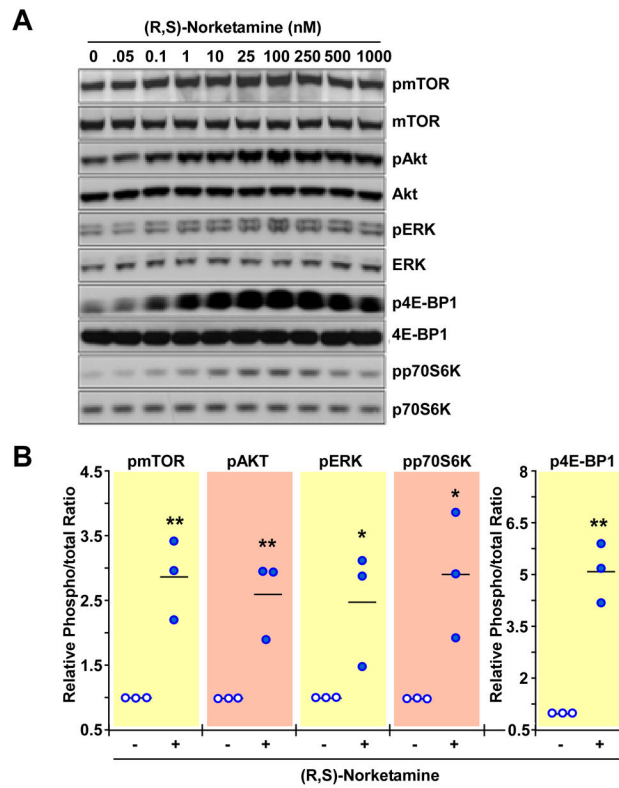 A
(R,S)-Norketamine (nM)
0 .05 0.1 1 10 25 100 250 500 1000
pmTOR
mTOR
pAkt
Akt
pERK
ERK
p4E-BP1
4E-BP1
pp70S6K
p70S6K
B
pmTOR pAKT pERK pp70S6K p4E-BP1
Relative Phospho/total Ratio
4.5
3.5
2.5
1.5
0.5
** ** * * **
Relative Phospho/total Ratio
8
6.5
5
3.5
2
0.5
- + - + - + - + - +
(R,S)-Norketamine